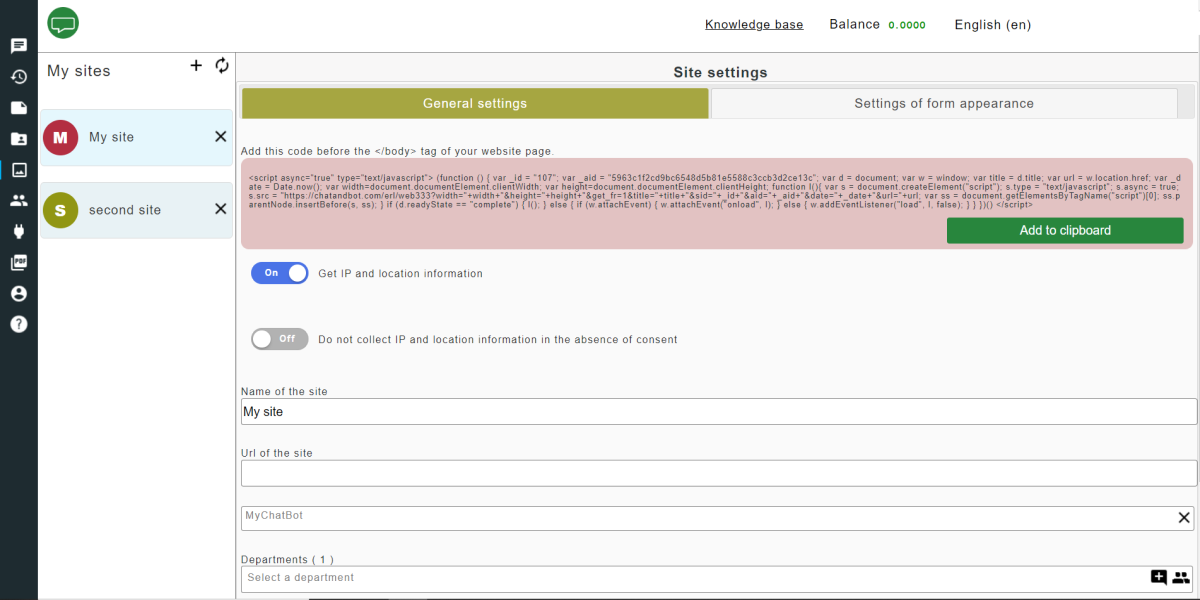 Knowledge base
Balance 0.0000
English (en)
My sites
Site settings
General settings
Settings of form appearance
M
My site
S
second site
Add this code before the </body> tag of your website page.
<script async="true" type="text/javascript"> (function () { var _id = "107"; var _aid = "5963c1f2cd9bc6548d5b81e5588c3ccb3d2ce13c"; var d = document; var w = window; var title = d.title; var url = w.location.href; var _d
ate = Date.now(); var width=document.documentElement.clientWidth; var height=document.documentElement.clientHeight; function l(){ var s = document.createElement("script"); s.type = "text/javascript"; s.async = true;
s.src = "https://chatandbot.com/erl/web333?width="+width+"&height="+height+"&get_fr=1&title="+title+"&sid="+_id+"&aid="+_aid+"&date="+_date+"&url="+url; var ss = document.getElementsByTagName("script")[0]; ss.p
arentNode.insertBefore(s, ss); } if (d.readyState == "complete") { l(); } else { if (w.attachEvent) { w.attachEvent("onload", l); } else { w.addEventListener("load", l, false); } } })() </script>
Add to clipboard
On
Get IP and location information
Off
Do not collect IP and location information in the absence of consent
Name of the site
My site
Url of the site
MyChatBot
Departments ( 1 )
Select a department
PDF